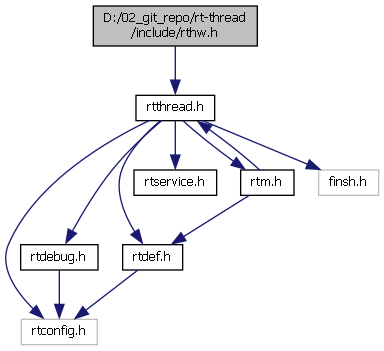 D:/02_git_repo/rt-thread
/include/rthw.h
rtthread.h
rtservice.h
rtm.h
finsh.h
rtdebug.h
rtdef.h
rtconfig.h